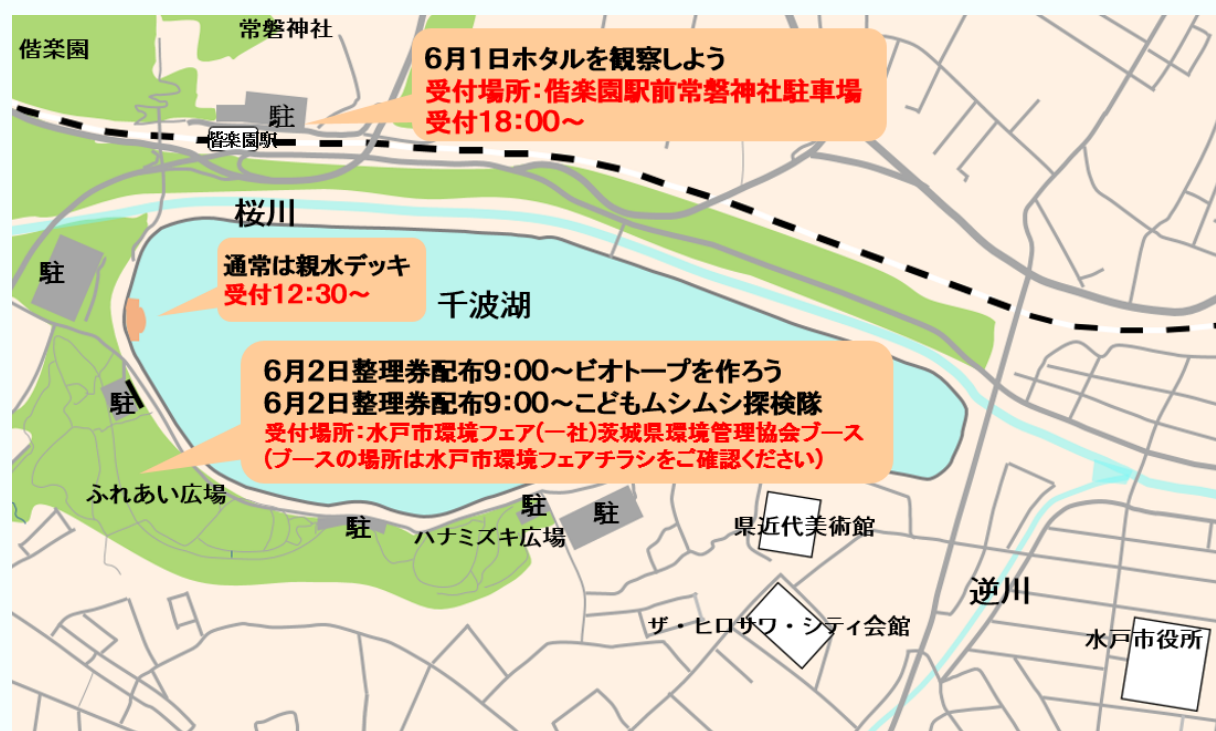 常磐神社
偕楽園
6月1日ホタルを観察しよう
受付場所：偕楽園駅前常磐神社駐車場
受付18：00～
駐
偕楽園駅
桜川
通常は親水デッキ
受付12：30～
駐
千波湖
6月2日整理券配布9：00～ビオトープを作ろう
6月2日整理券配布9：00～こどもムシムシ探検隊
受付場所：水戸市環境フェア(一社)茨城県環境管理協会ブース
(ブースの場所は水戸市環境フェアチラシをご確認ください)
駐
ふれあい広場
駐
駐
駐
ハナミズキ広場
県近代美術館
逆川
ザ・ヒロサワ・シティ会館
水戸市役所